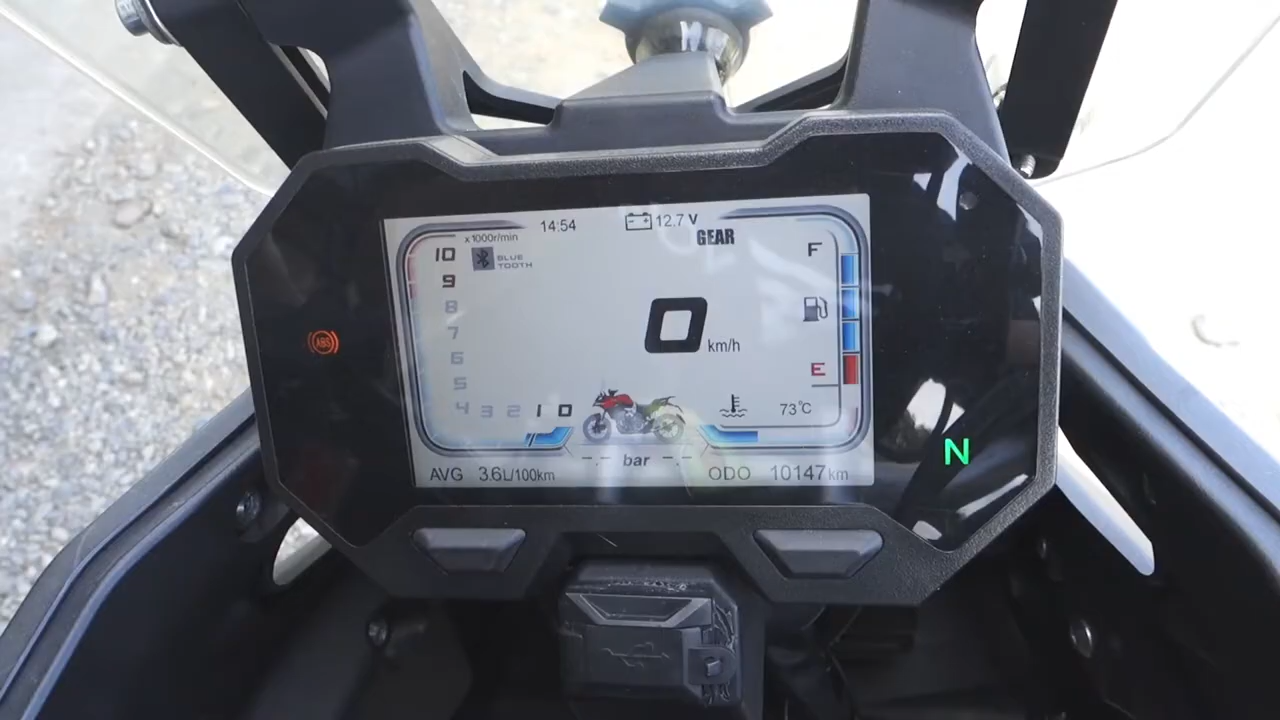 14:54
12.7 V
x1000r/min
GEAR
10
BLUE
TOOTH
9
8
7
6
5
4 3 2 1 0
F
0 km/h
E
73°C
ABS
N
-.- bar -.-
AVG 3.6L/100km
ODO 10147km